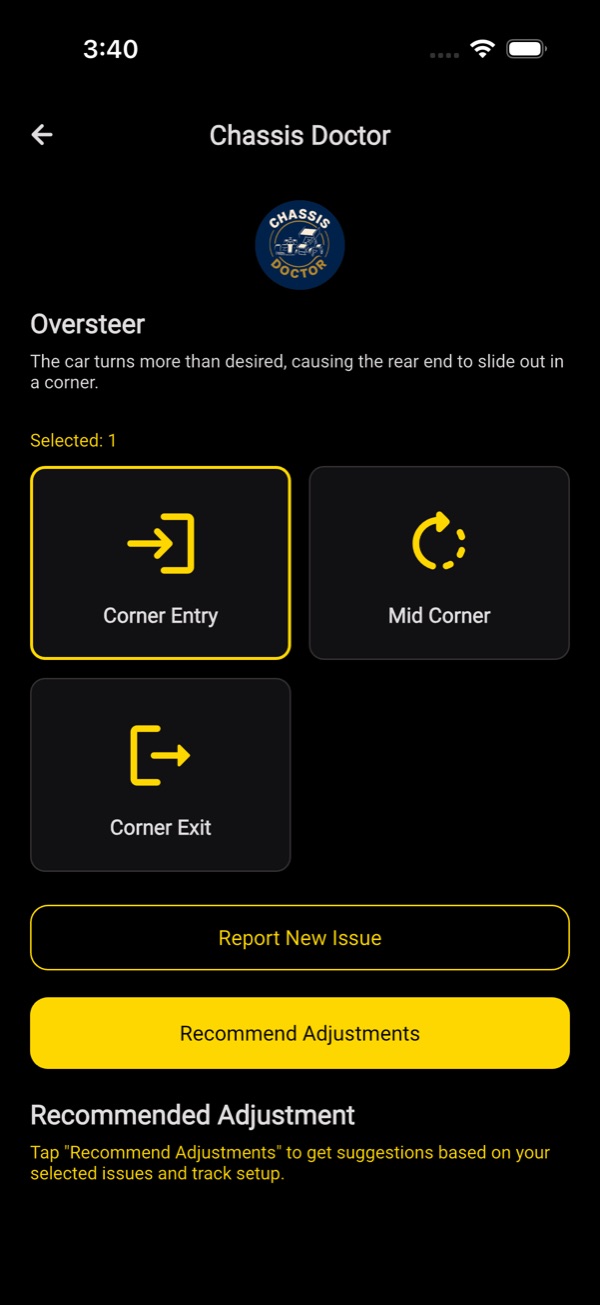 3:40
Chassis Doctor
CHASSIS
DOCTOR
Oversteer
The car turns more than desired, causing the rear end to slide out in
a corner.
Selected: 1
Corner Entry
Mid Corner
Corner Exit
Report New Issue
Recommend Adjustments
Recommended Adjustment
Tap "Recommend Adjustments" to get suggestions based on your
selected issues and track setup.